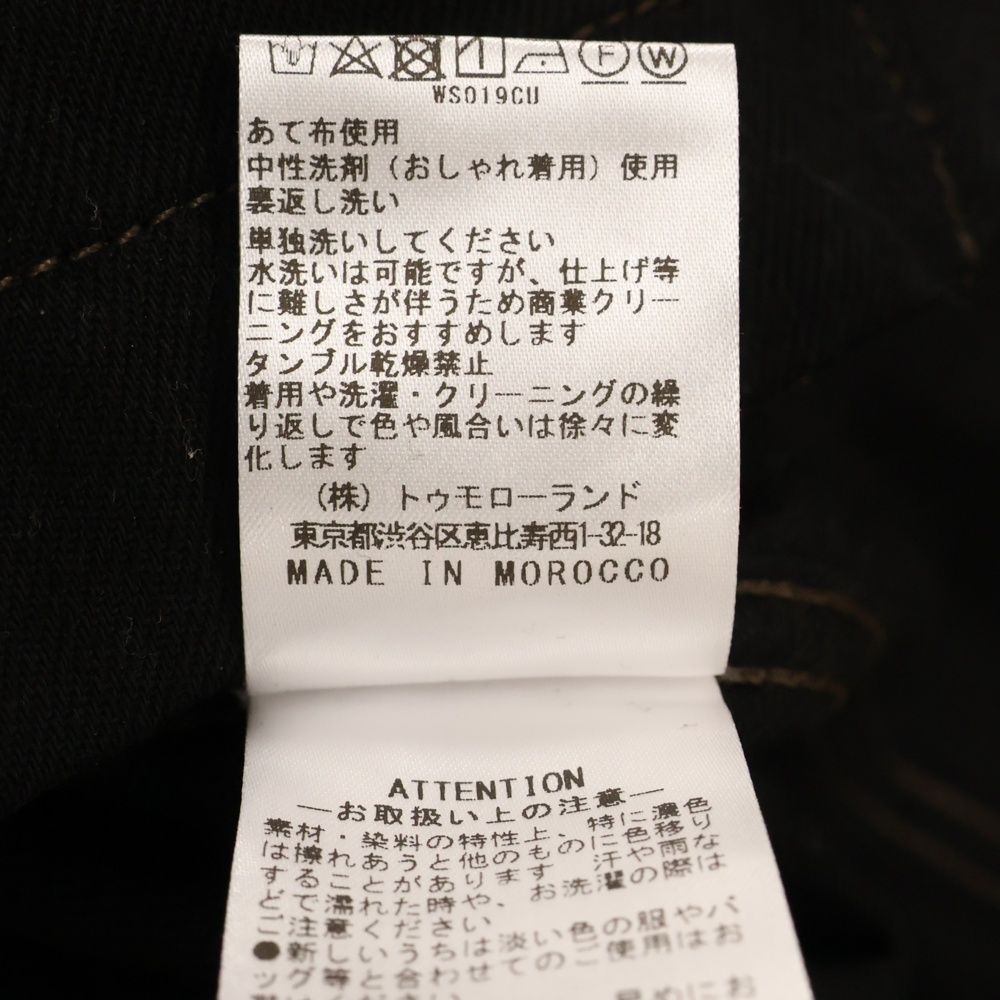 F W
WS019CU
あて布使用
中性洗剤（おしゃれ着用）使用
裏返し洗い
単独洗いしてください
水洗いは可能ですが、仕上げ等
に難しさが伴うため商業クリー
ニングをおすすめします
タンブル乾燥禁止
着用や洗濯・クリーニングの繰
り返しで色や風合いは徐々に変
化します
（株）トゥモローランド
東京都渋谷区恵比寿西1-32-18
MADE IN MOROCCO
ATTENTION
―お取扱い上の注意―
素材・染料の特性上、特に濃色
は擦れあうと他のものに色移り
することがあります 汗や雨な
どで濡れた時や、お洗濯の際は
ご注意ください
●新しいうちは淡い色の服やバ
ッグ等と合わせてのご使用はお
早めにお